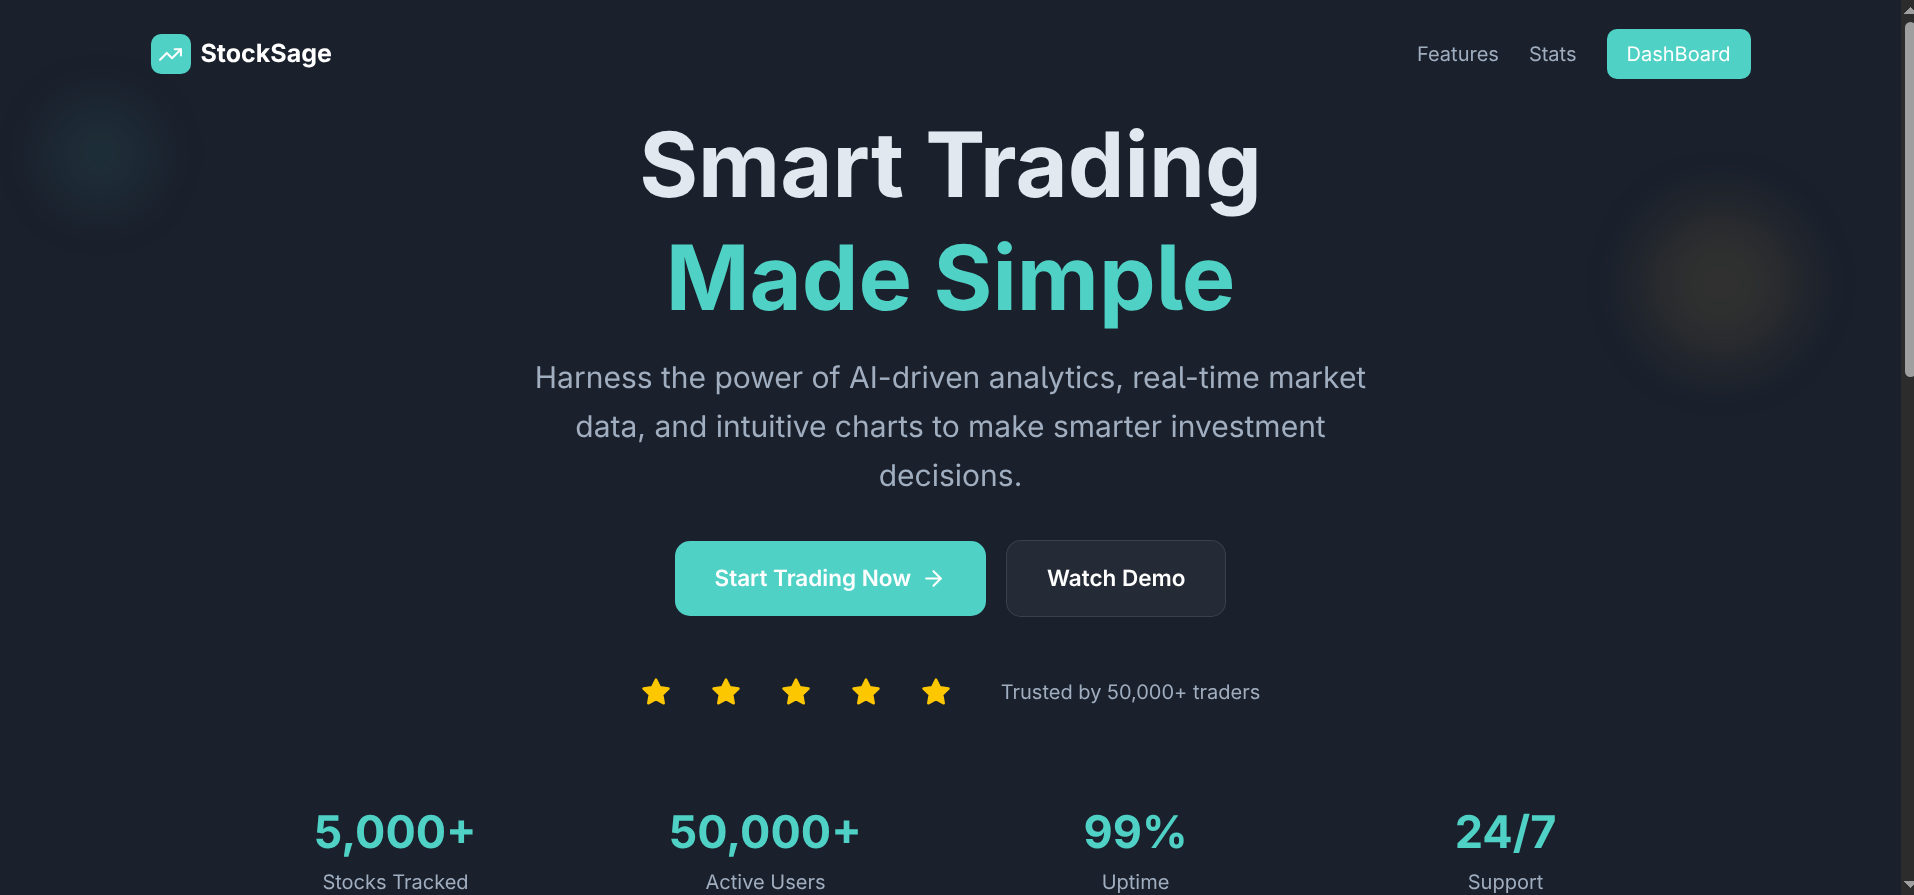 StockSage
Features
Stats
DashBoard
Smart Trading
Made Simple
Harness the power of AI-driven analytics, real-time market
data, and intuitive charts to make smarter investment
decisions.
Start Trading Now
Watch Demo
Trusted by 50,000+ traders
5,000+
Stocks Tracked
50,000+
Active Users
99%
Uptime
24/7
Support